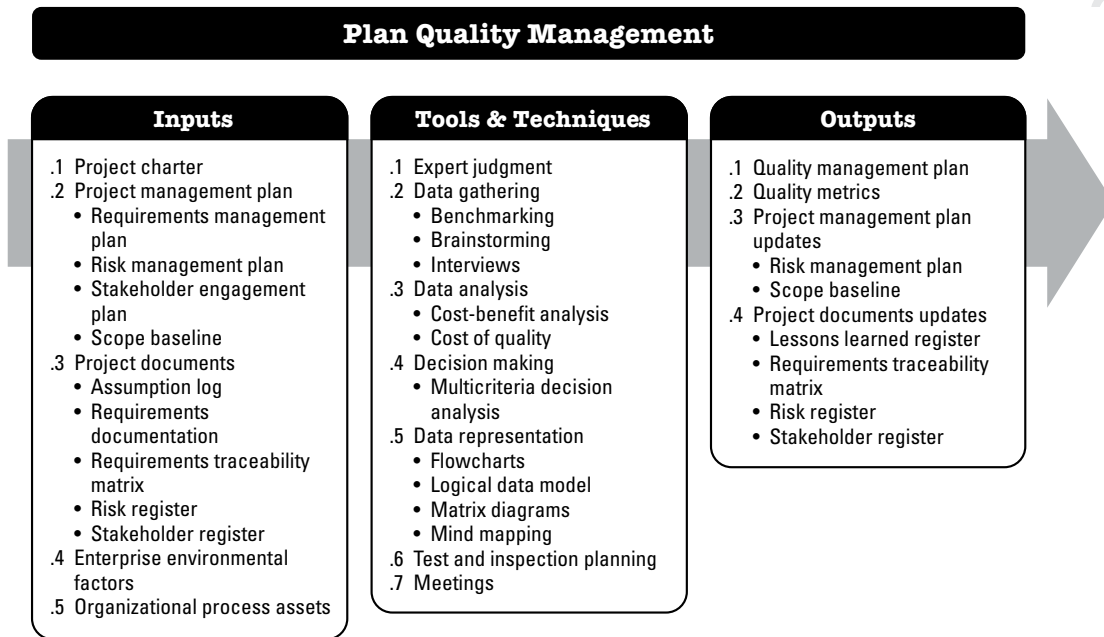 Plan Quality Management
Inputs
.1 Project charter
.2 Project management plan
• Requirements management
plan
• Risk management plan
• Stakeholder engagement
plan
• Scope baseline
.3 Project documents
• Assumption log
• Requirements
documentation
• Requirements traceability
matrix
• Risk register
• Stakeholder register
.4 Enterprise environmental
factors
.5 Organizational process assets
Tools & Techniques
.1 Expert judgment
.2 Data gathering
• Benchmarking
• Brainstorming
• Interviews
.3 Data analysis
• Cost-benefit analysis
• Cost of quality
.4 Decision making
• Multicriteria decision
analysis
.5 Data representation
• Flowcharts
• Logical data model
• Matrix diagrams
• Mind mapping
.6 Test and inspection planning
.7 Meetings
Outputs
.1 Quality management plan
.2 Quality metrics
.3 Project management plan
updates
• Risk management plan
• Scope baseline
.4 Project documents updates
• Lessons learned register
• Requirements traceability
matrix
• Risk register
• Stakeholder register